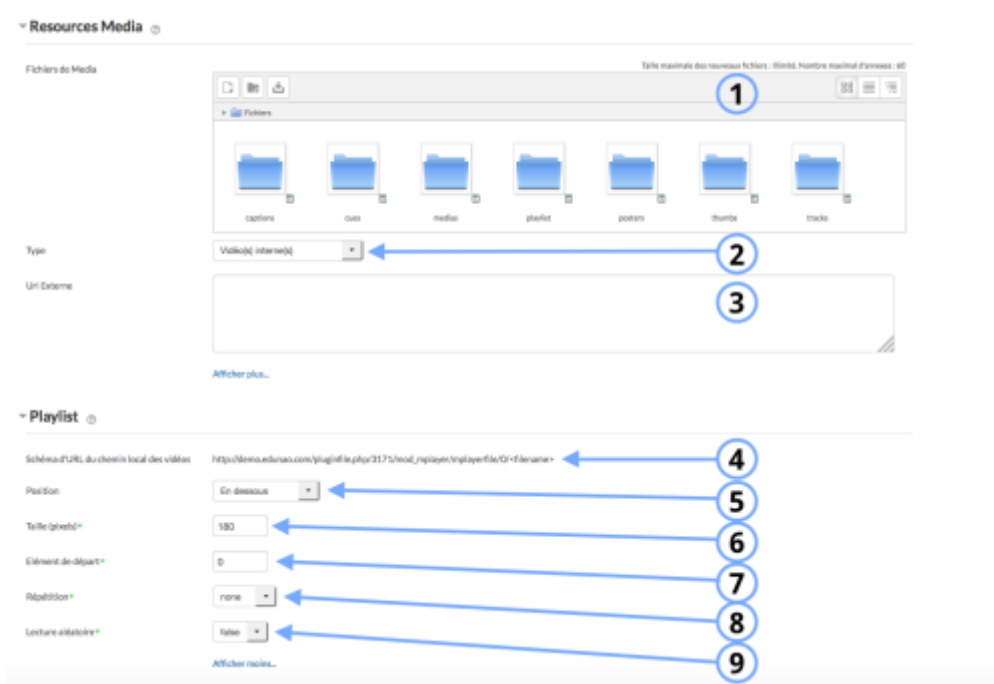 Resources Media
Fichiers de Media
Taille maximale des nouveaux fichiers : Illimité, Nombre maximal d'annexes : 60
1
Fichiers
captions cues medias playlist posters thumbs tracks
Type Vidéo(s) interne(s) 2
Url Externe 3
Afficher plus...
Playlist
Schéma d'URL du chemin local des vidéos http://demo.edunao.com/pluginfile.php/3171/mod_mplayer/mplayerfile/0/<filename> 4
Position En dessous 5
Taille (pixels)* 180 6
Elément de départ* 0 7
Répétition* none 8
Lecture aléatoire* false 9
Afficher moins...